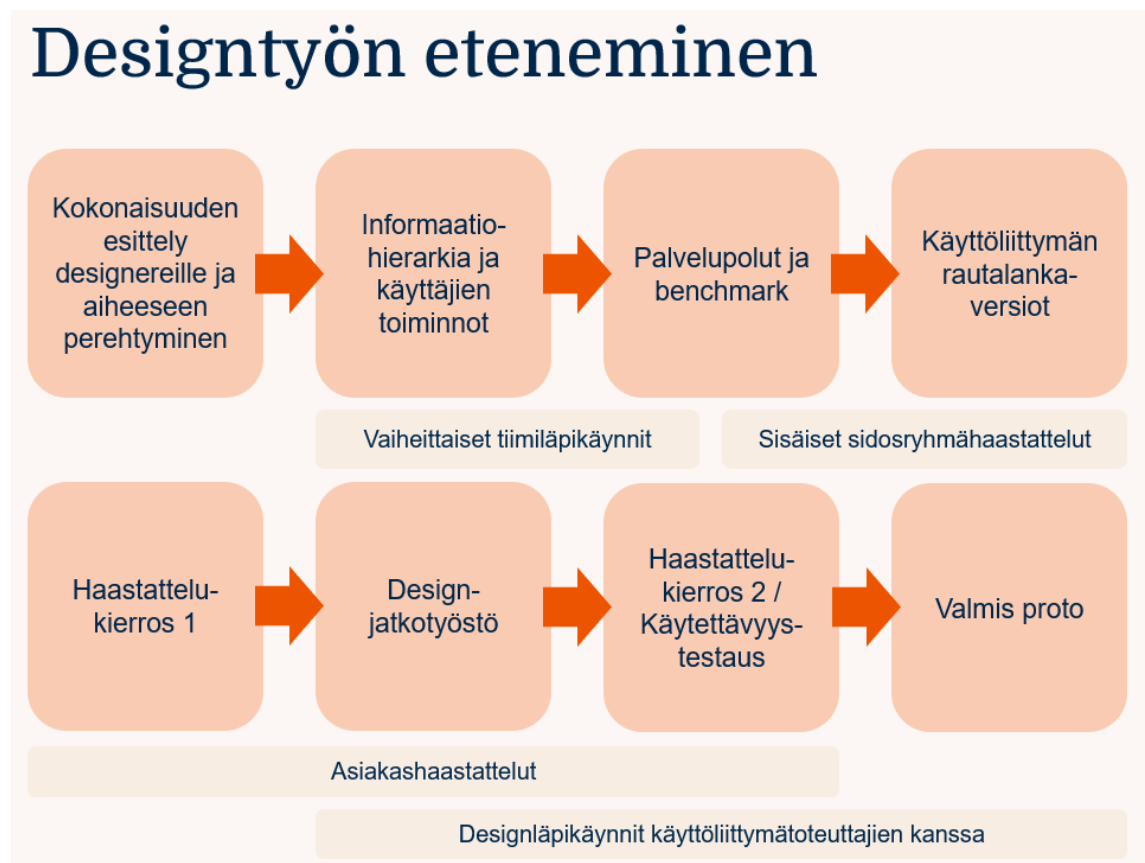 Designtyön eteneminen
Kokonaisuuden
esittely
designereille ja
aiheeseen
perehtyminen
Informaatio-
hierarkia ja
käyttäjien
toiminnot
Palvelupolut ja
benchmark
Käyttöliittymän
rautalanka-
versiot
Vaiheittaiset tiimiläpikäynnit
Sisäiset sidosryhmähaastattelut
Haastattelu-
kierros 1
Design-
jatkotyöstö
Haastattelu-
kierros 2 /
Käytettävyys-
testaus
Valmis proto
Asiakashaastattelut
Designläpikäynnit käyttöliittymätoteuttajien kanssa